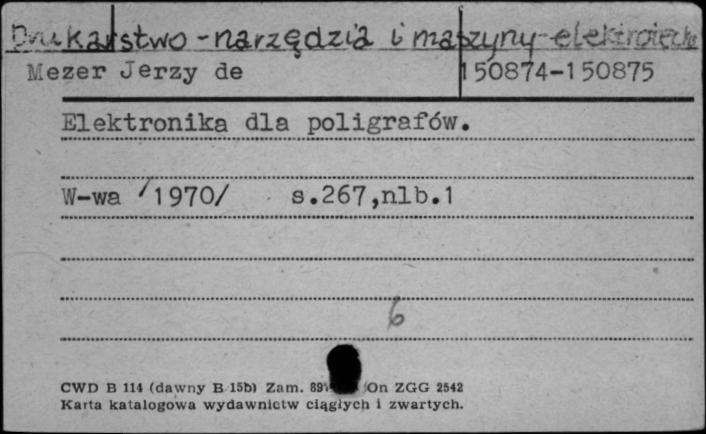 Drukarstwo - narzędzia i maszyny - elektrotech
Mezer Jerzy de 150874-150875
Elektronika dla poligrafów.
W-wa /1970/ s.267,nlb.1
6
CWD B 114 (dawny B 15b) Zam. On ZGG 2542
Karta katalogowa wydawnictw ciągłych i zwartych.